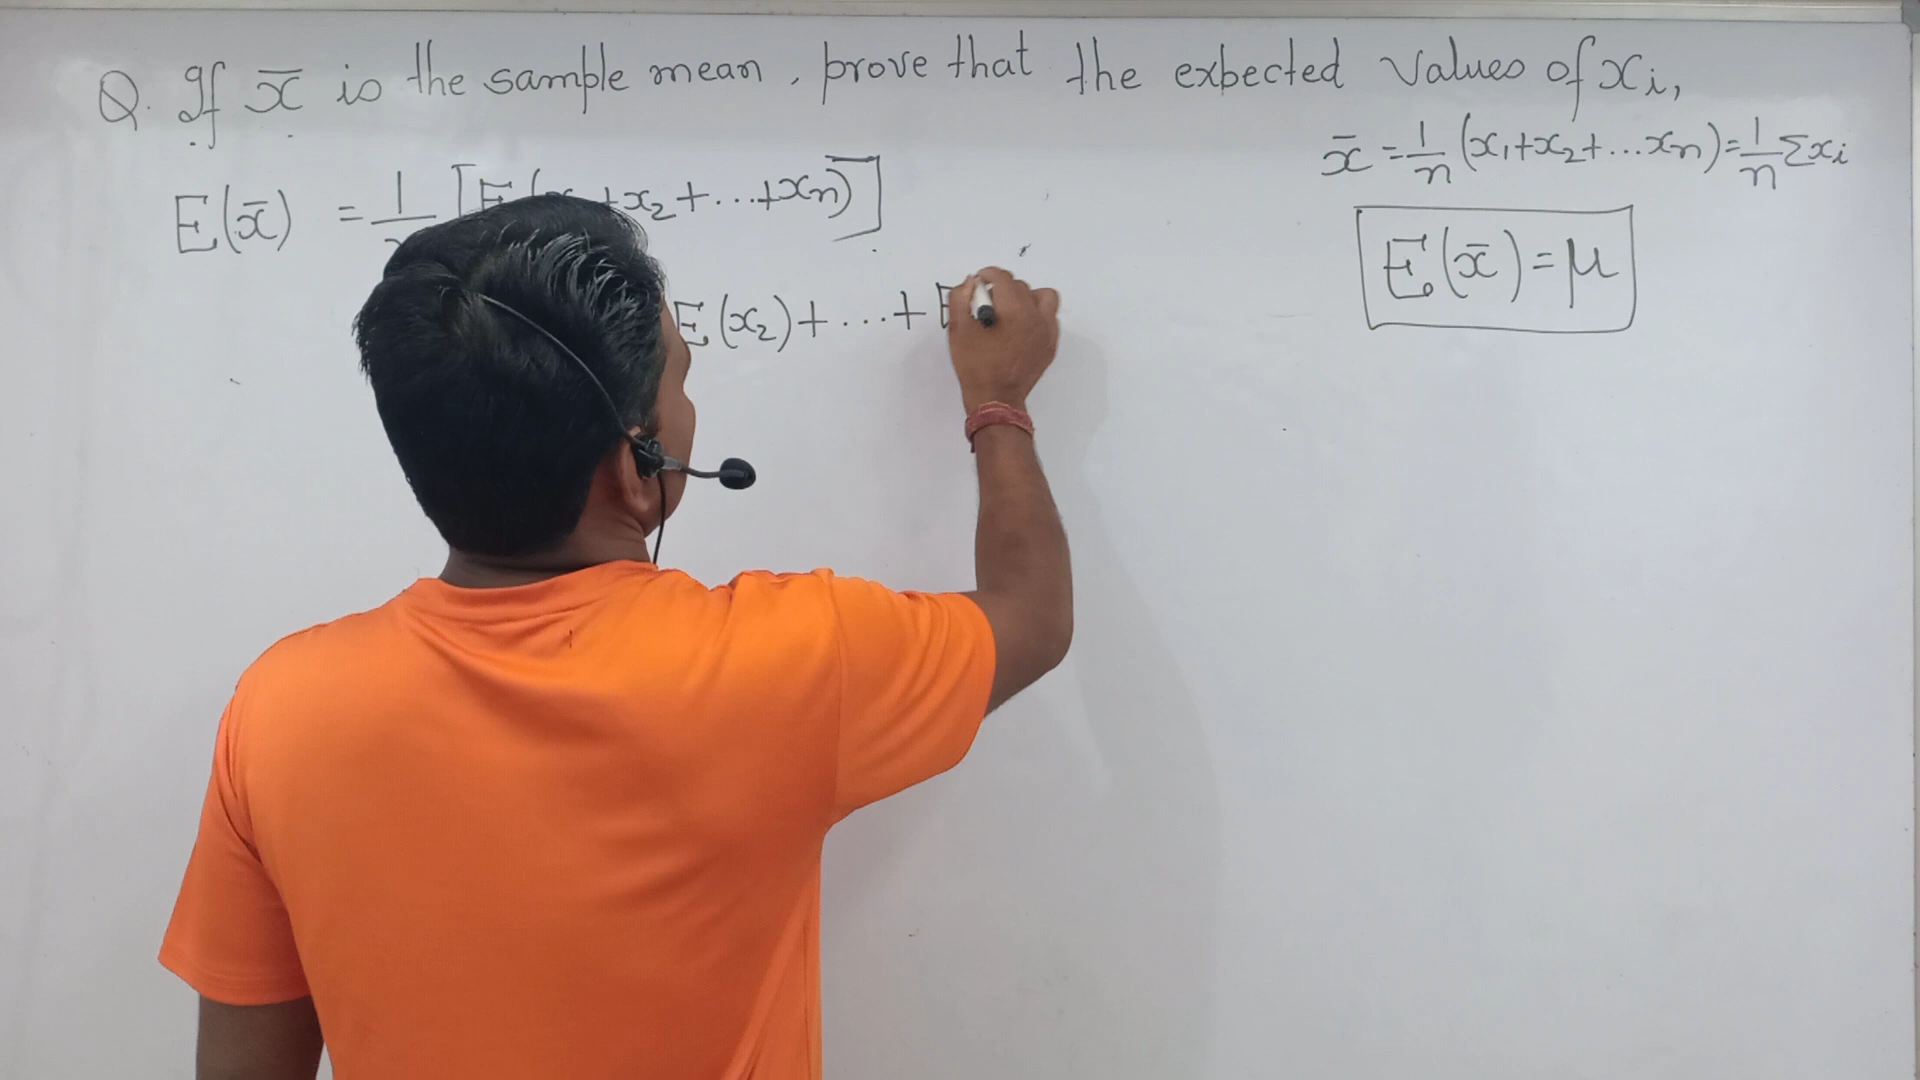 Q. If x̄ is the sample mean, prove that the expected values of xi,
x̄ = 1/n (x1+x2+...xn) = 1/n Σxi
E(x̄) = 1/ [E( +x2+...+xn)]
E(x̄) = μ
E(x2)+...+E